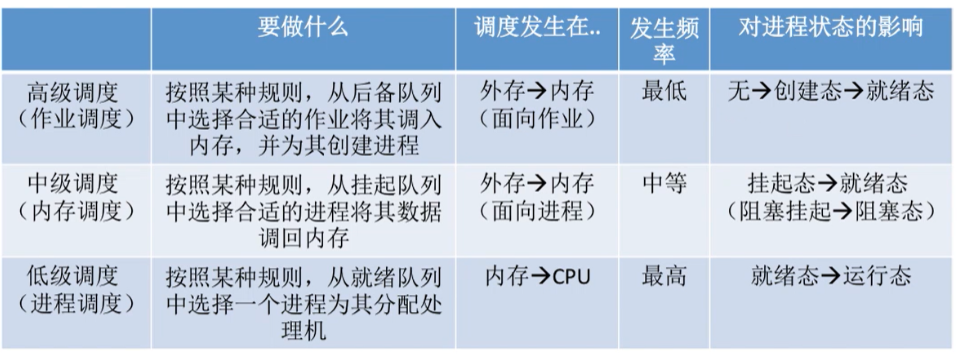 要做什么
调度发生在..
发生频
率
对进程状态的影响
高级调度
（作业调度）
按照某种规则，从后备队列
中选择合适的作业将其调入
内存，并为其创建进程
外存→内存
（面向作业）
最低
无→创建态→就绪态
中级调度
（内存调度）
按照某种规则，从挂起队列
中选择合适的进程将其数据
调回内存
外存→内存
（面向进程）
中等
挂起态→就绪态
（阻塞挂起→阻塞态）
低级调度
（进程调度）
按照某种规则，从就绪队列
中选择一个进程为其分配处
理机
内存→CPU
最高
就绪态→运行态